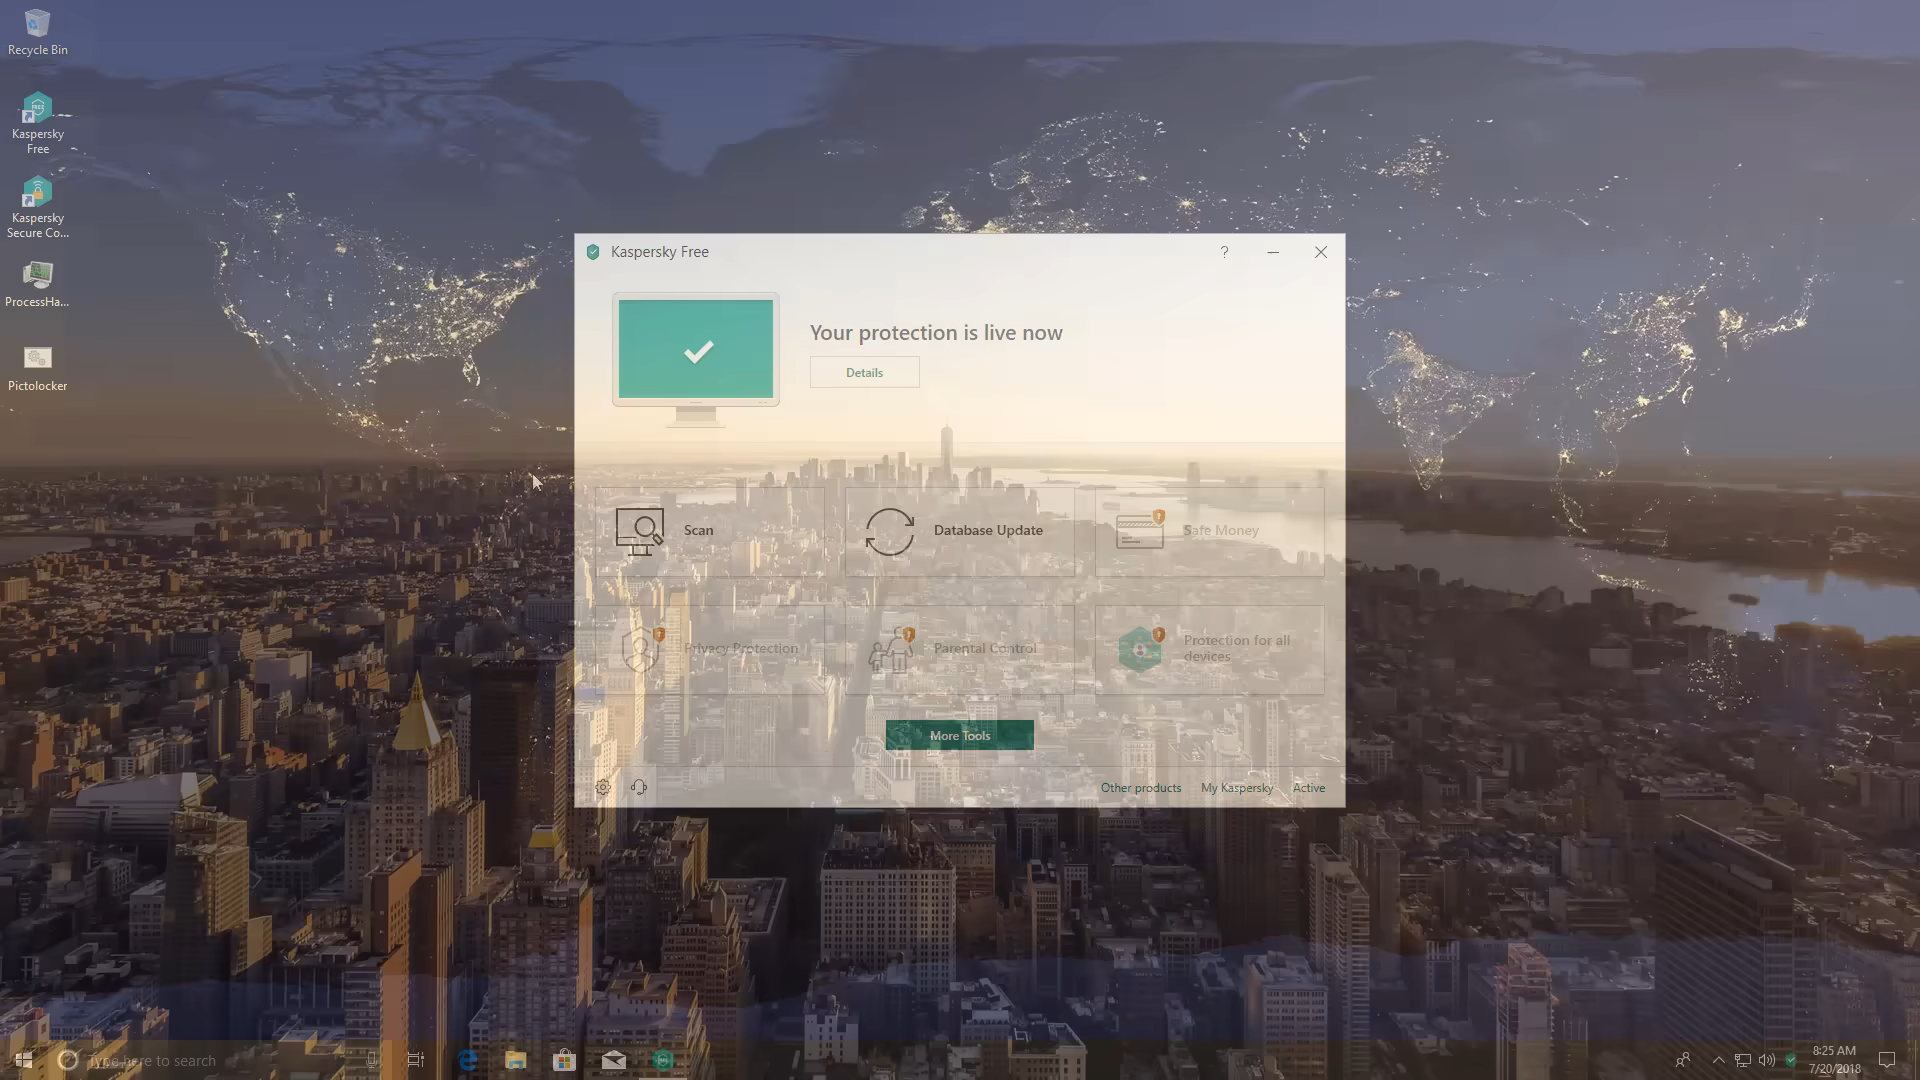 Recycle Bin
Kaspersky
Free
Kaspersky
Secure Co...
ProcessHa...
Pictolocker
Kaspersky Free
?
Your protection is live now
Details
Scan
Database Update
Safe Money
Privacy Protection
Parental Control
Protection for all
devices
More Tools
Other products
My Kaspersky
Active
Type here to search
8:25 AM
7/20/2018